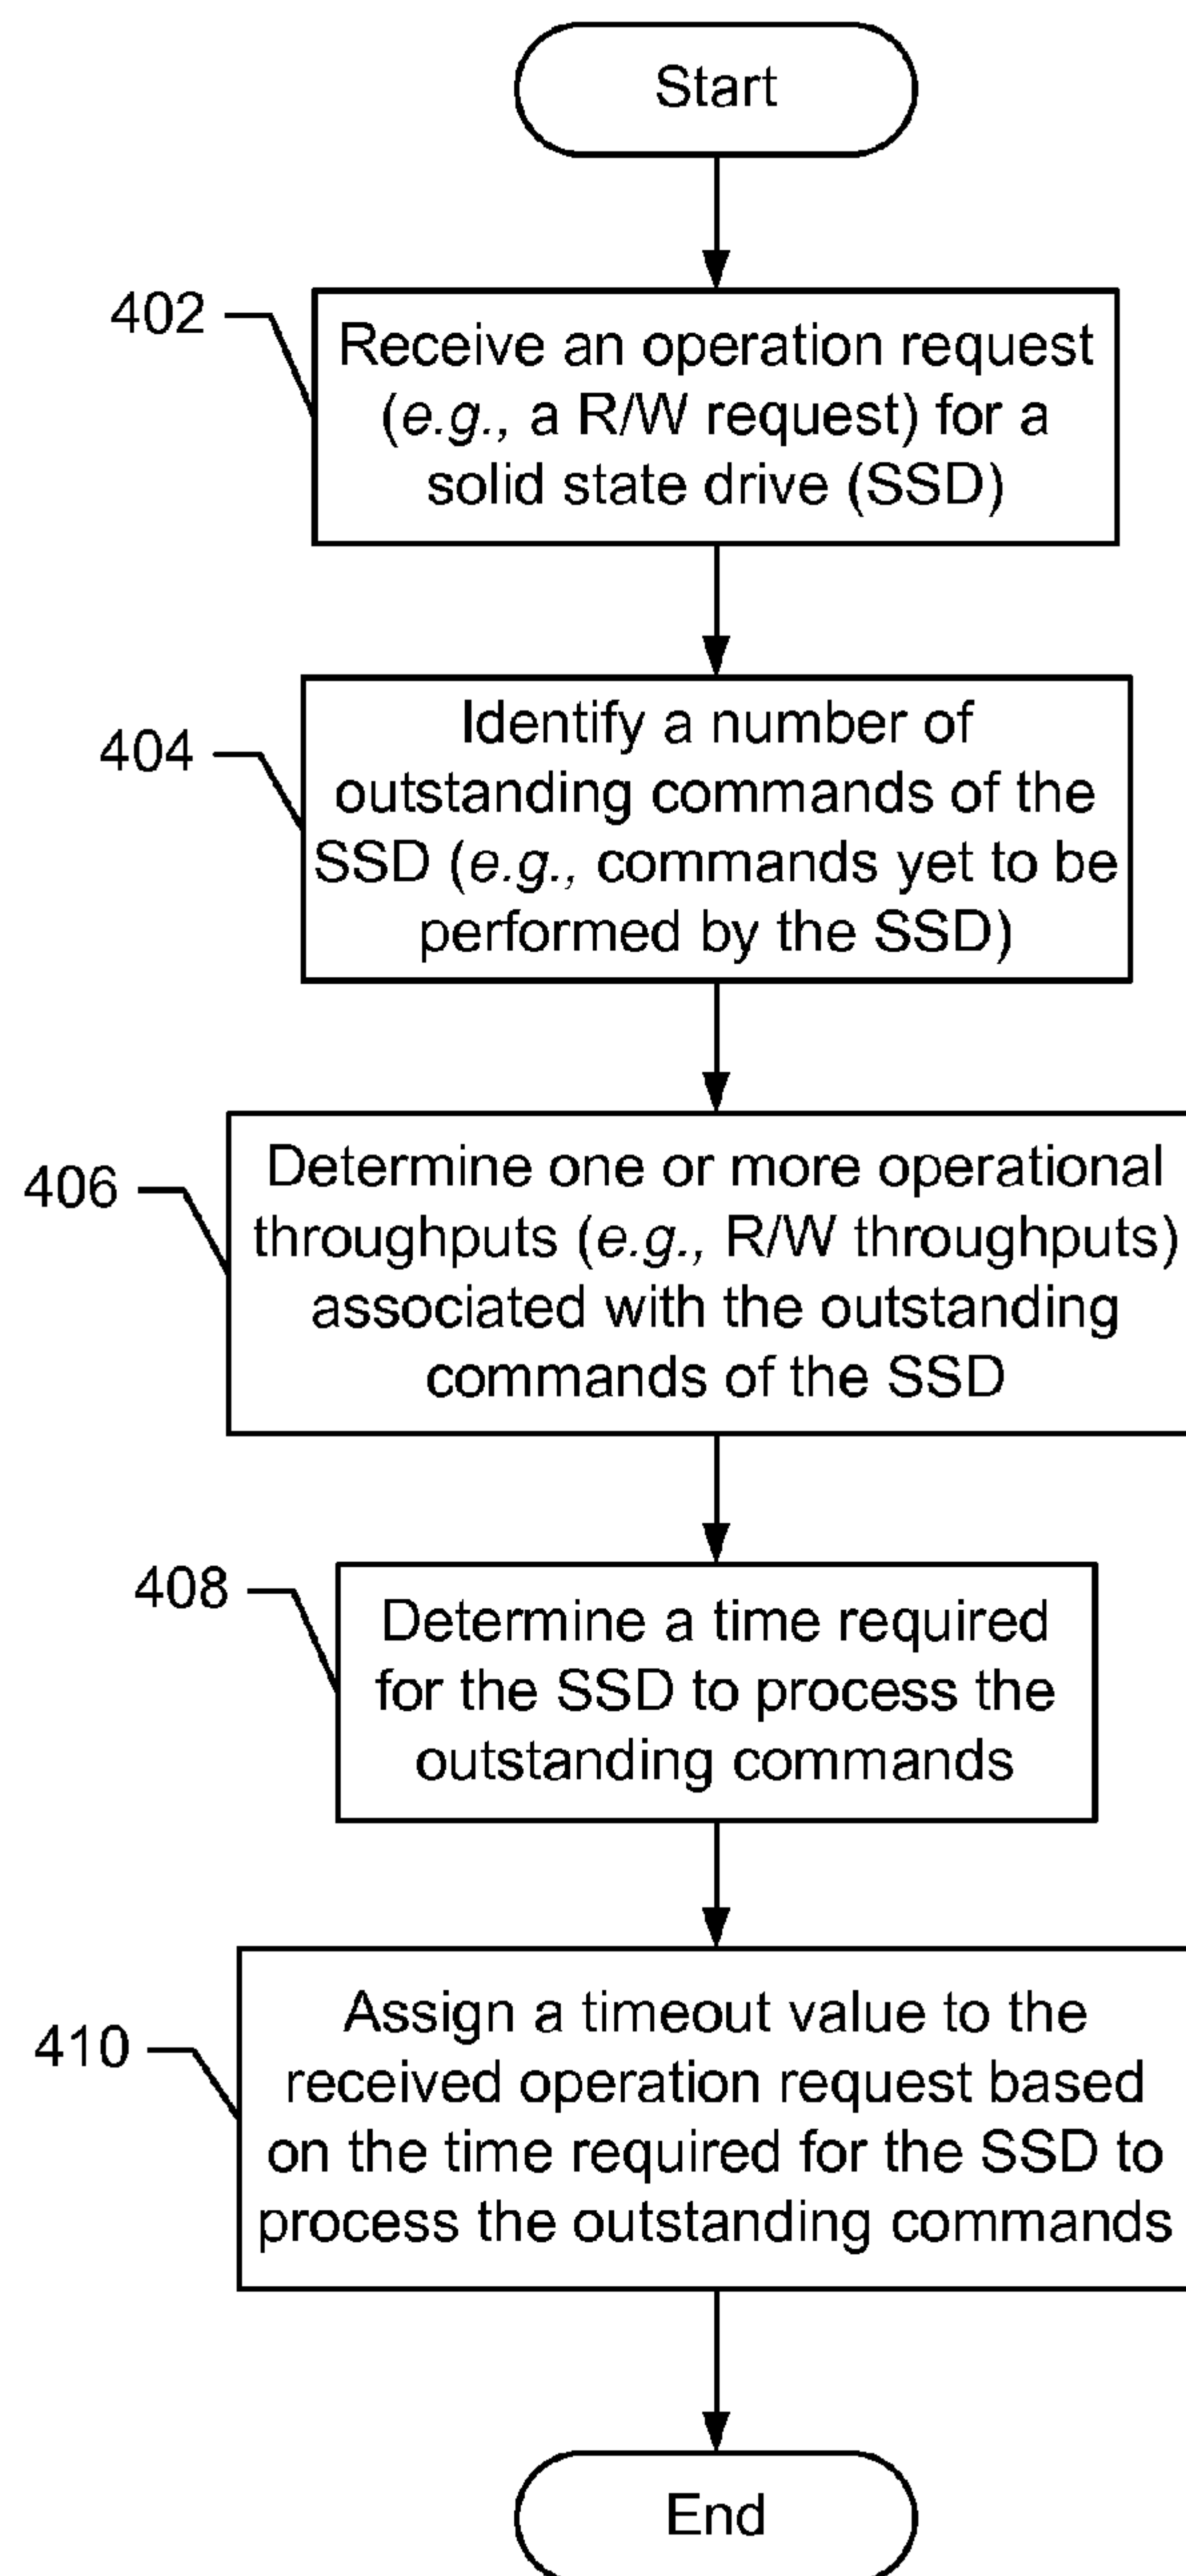 Start
402
Receive an operation request
(e.g., a R/W request) for a
solid state drive (SSD)
404
Identify a number of
outstanding commands of the
SSD (e.g., commands yet to be
performed by the SSD)
406
Determine one or more operational
throughputs (e.g., R/W throughputs)
associated with the outstanding
commands of the SSD
408
Determine a time required
for the SSD to process the
outstanding commands
410
Assign a timeout value to the
received operation request based
on the time required for the SSD to
process the outstanding commands
End